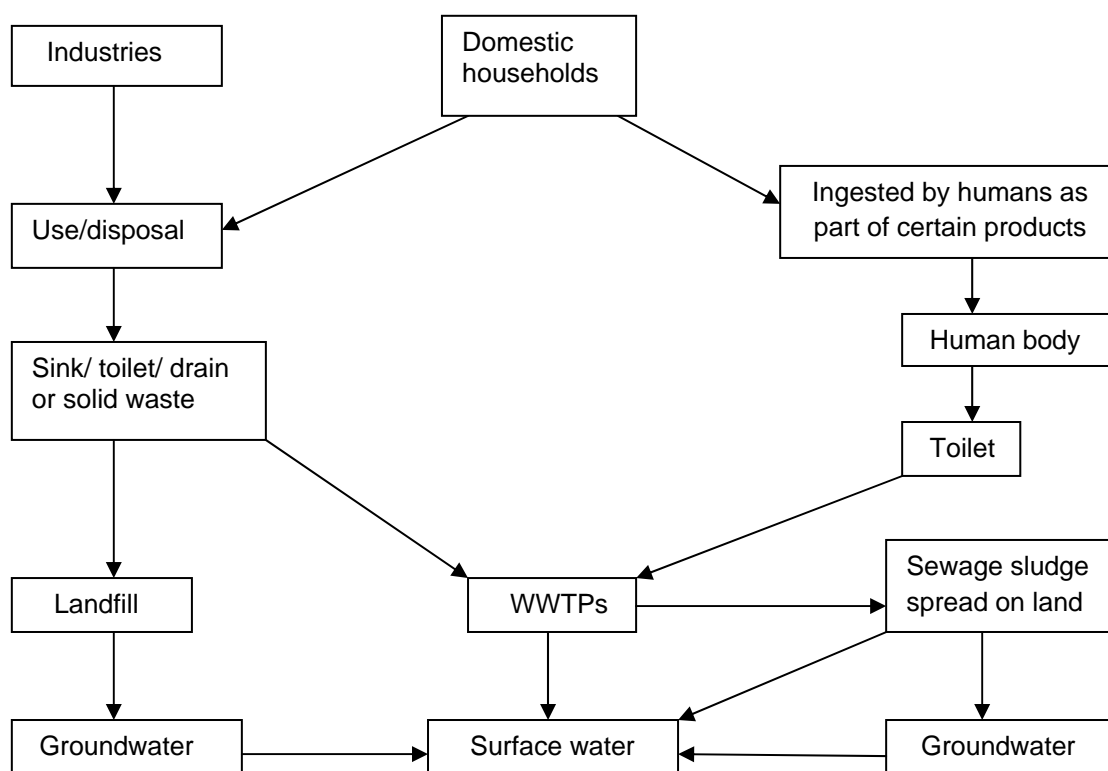 Industries
Domestic
households
Ingested by humans as
part of certain products
Use/disposal
Human body
Sink/ toilet/ drain
or solid waste
Toilet
Sewage sludge
spread on land
Landfill
WWTPs
Groundwater
Surface water
Groundwater